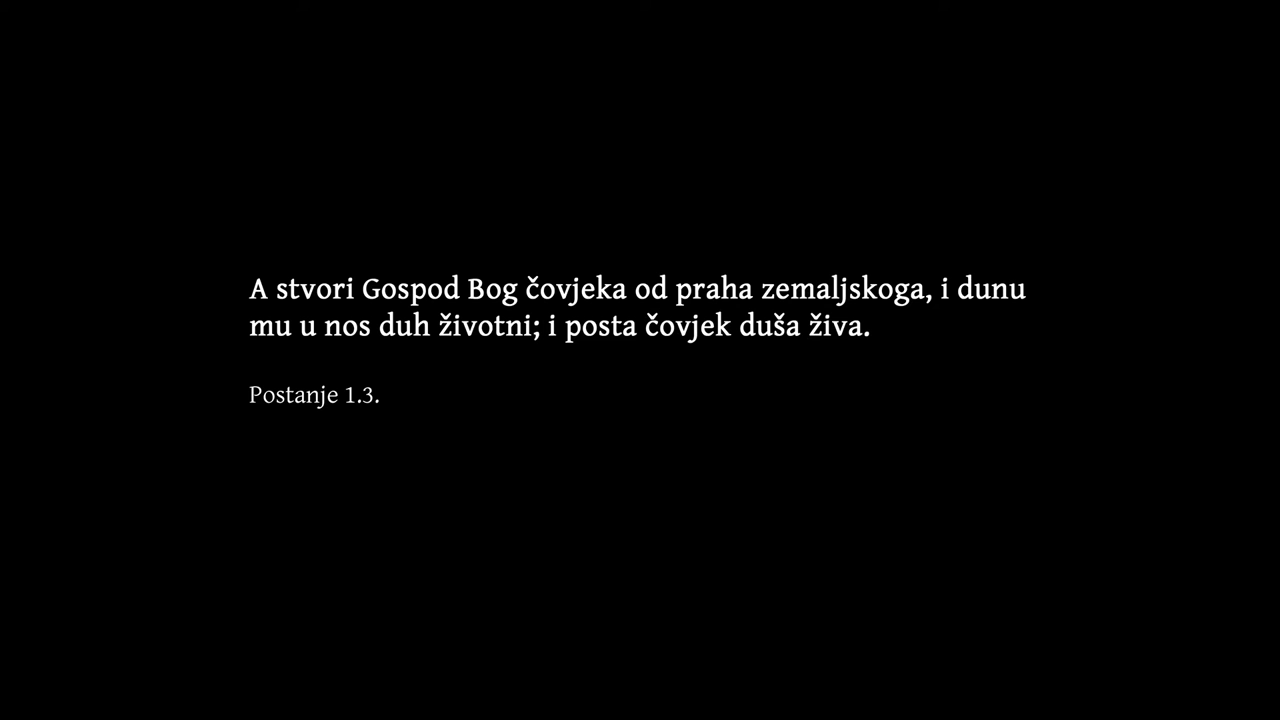 A stvori Gospod Bog čovjeka od praha zemaljskoga, i dunu
mu u nos duh životni; i posta čovjek duša živa.
Postanje 1.3.